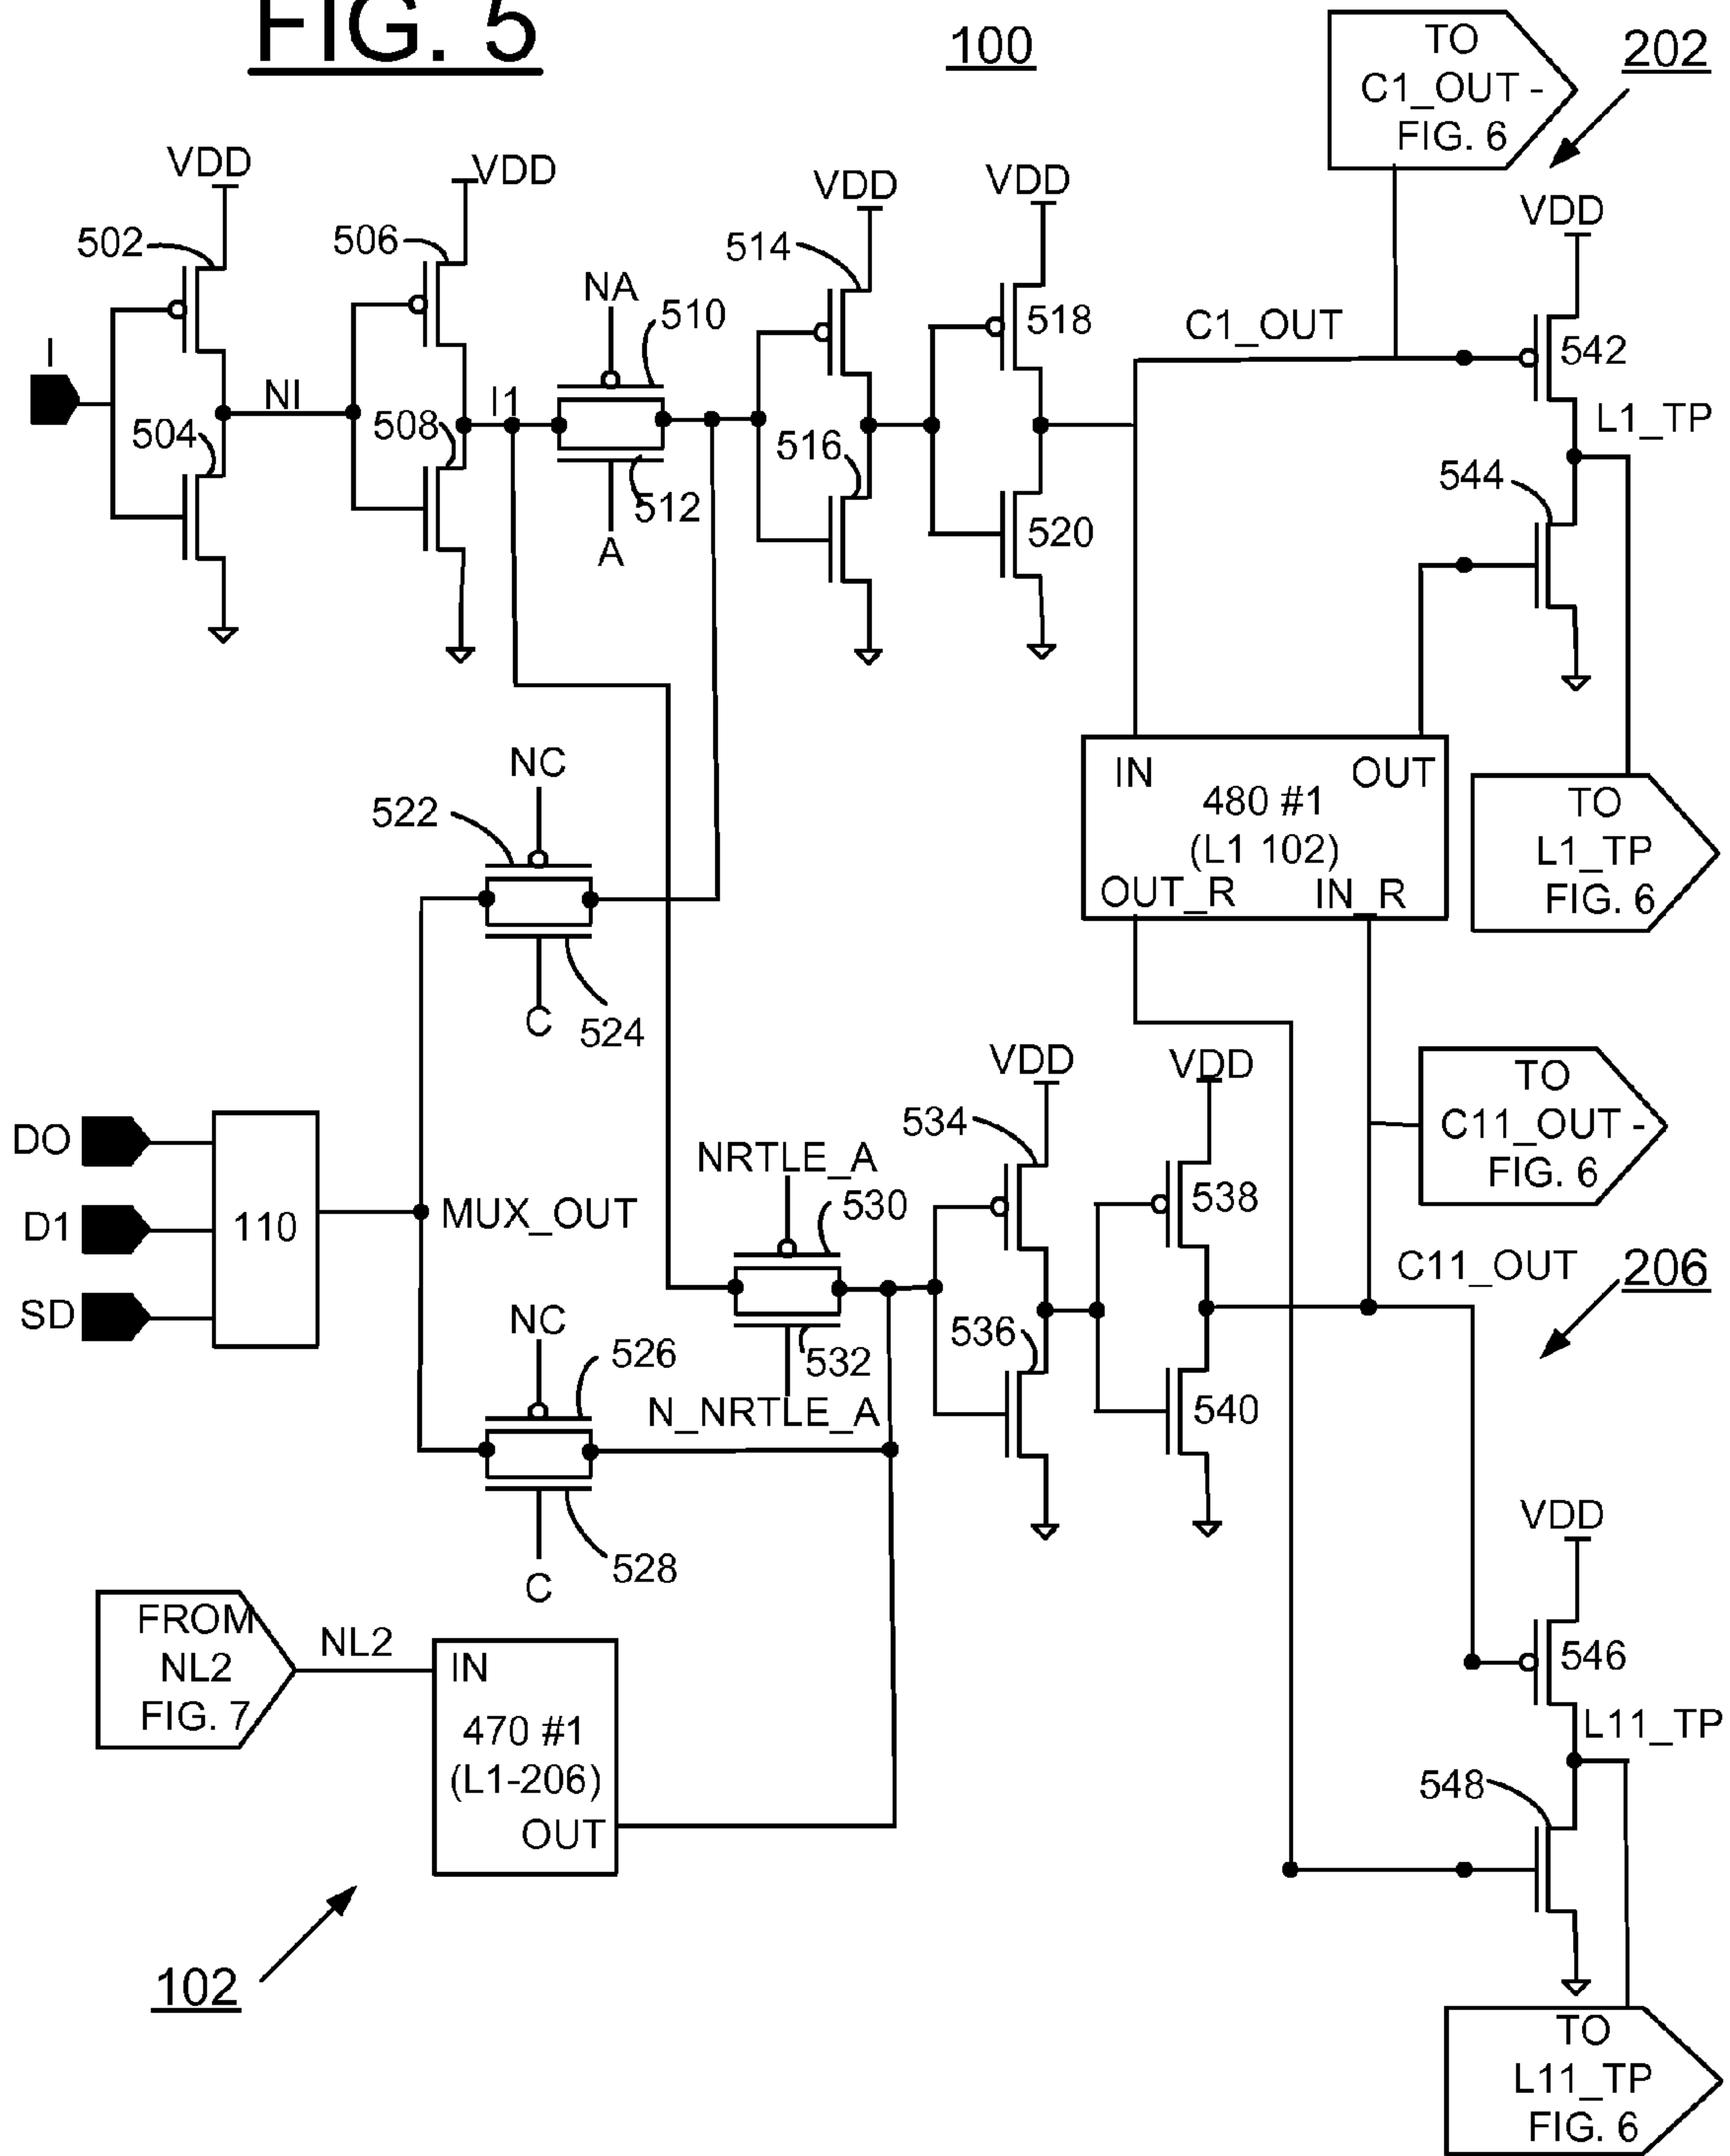 FIG. 5
100
TO
C1_OUT -
FIG. 6
202
VDD
VDD
VDD
VDD
VDD
502
506
514
518
NA
510
C1_OUT
542
I
NI
504
508
I1
512
A
516
520
L1_TP
544
NC
522
C
524
IN
OUT
480 #1
(L1 102)
OUT_R
IN_R
TO
L1_TP
FIG. 6
DO
D1
SD
110
MUX_OUT
NRTLE_A
530
532
N_NRTLE_A
VDD
VDD
534
538
536
540
TO
C11_OUT -
FIG. 6
C11_OUT
206
NC
526
C
528
FROM
NL2
FIG. 7
NL2
IN
470 #1
(L1-206)
OUT
VDD
546
L11_TP
548
102
TO
L11_TP
FIG. 6